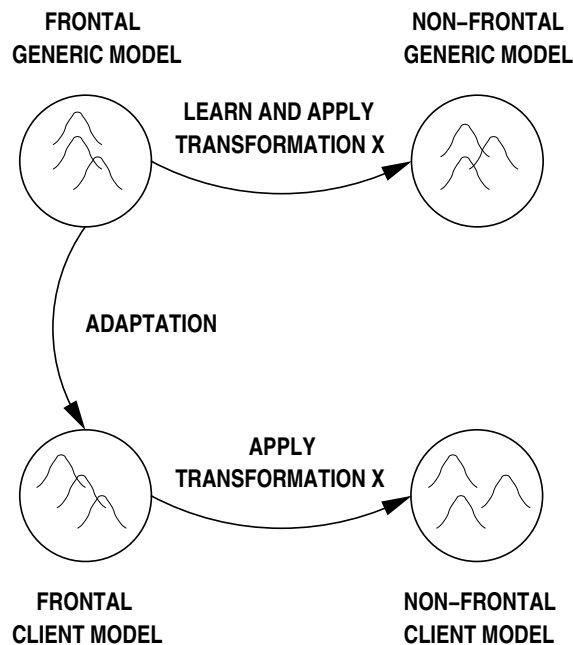 FRONTAL
GENERIC MODEL
NON–FRONTAL
GENERIC MODEL
LEARN AND APPLY
TRANSFORMATION X
ADAPTATION
APPLY
TRANSFORMATION X
FRONTAL
CLIENT MODEL
NON–FRONTAL
CLIENT MODEL